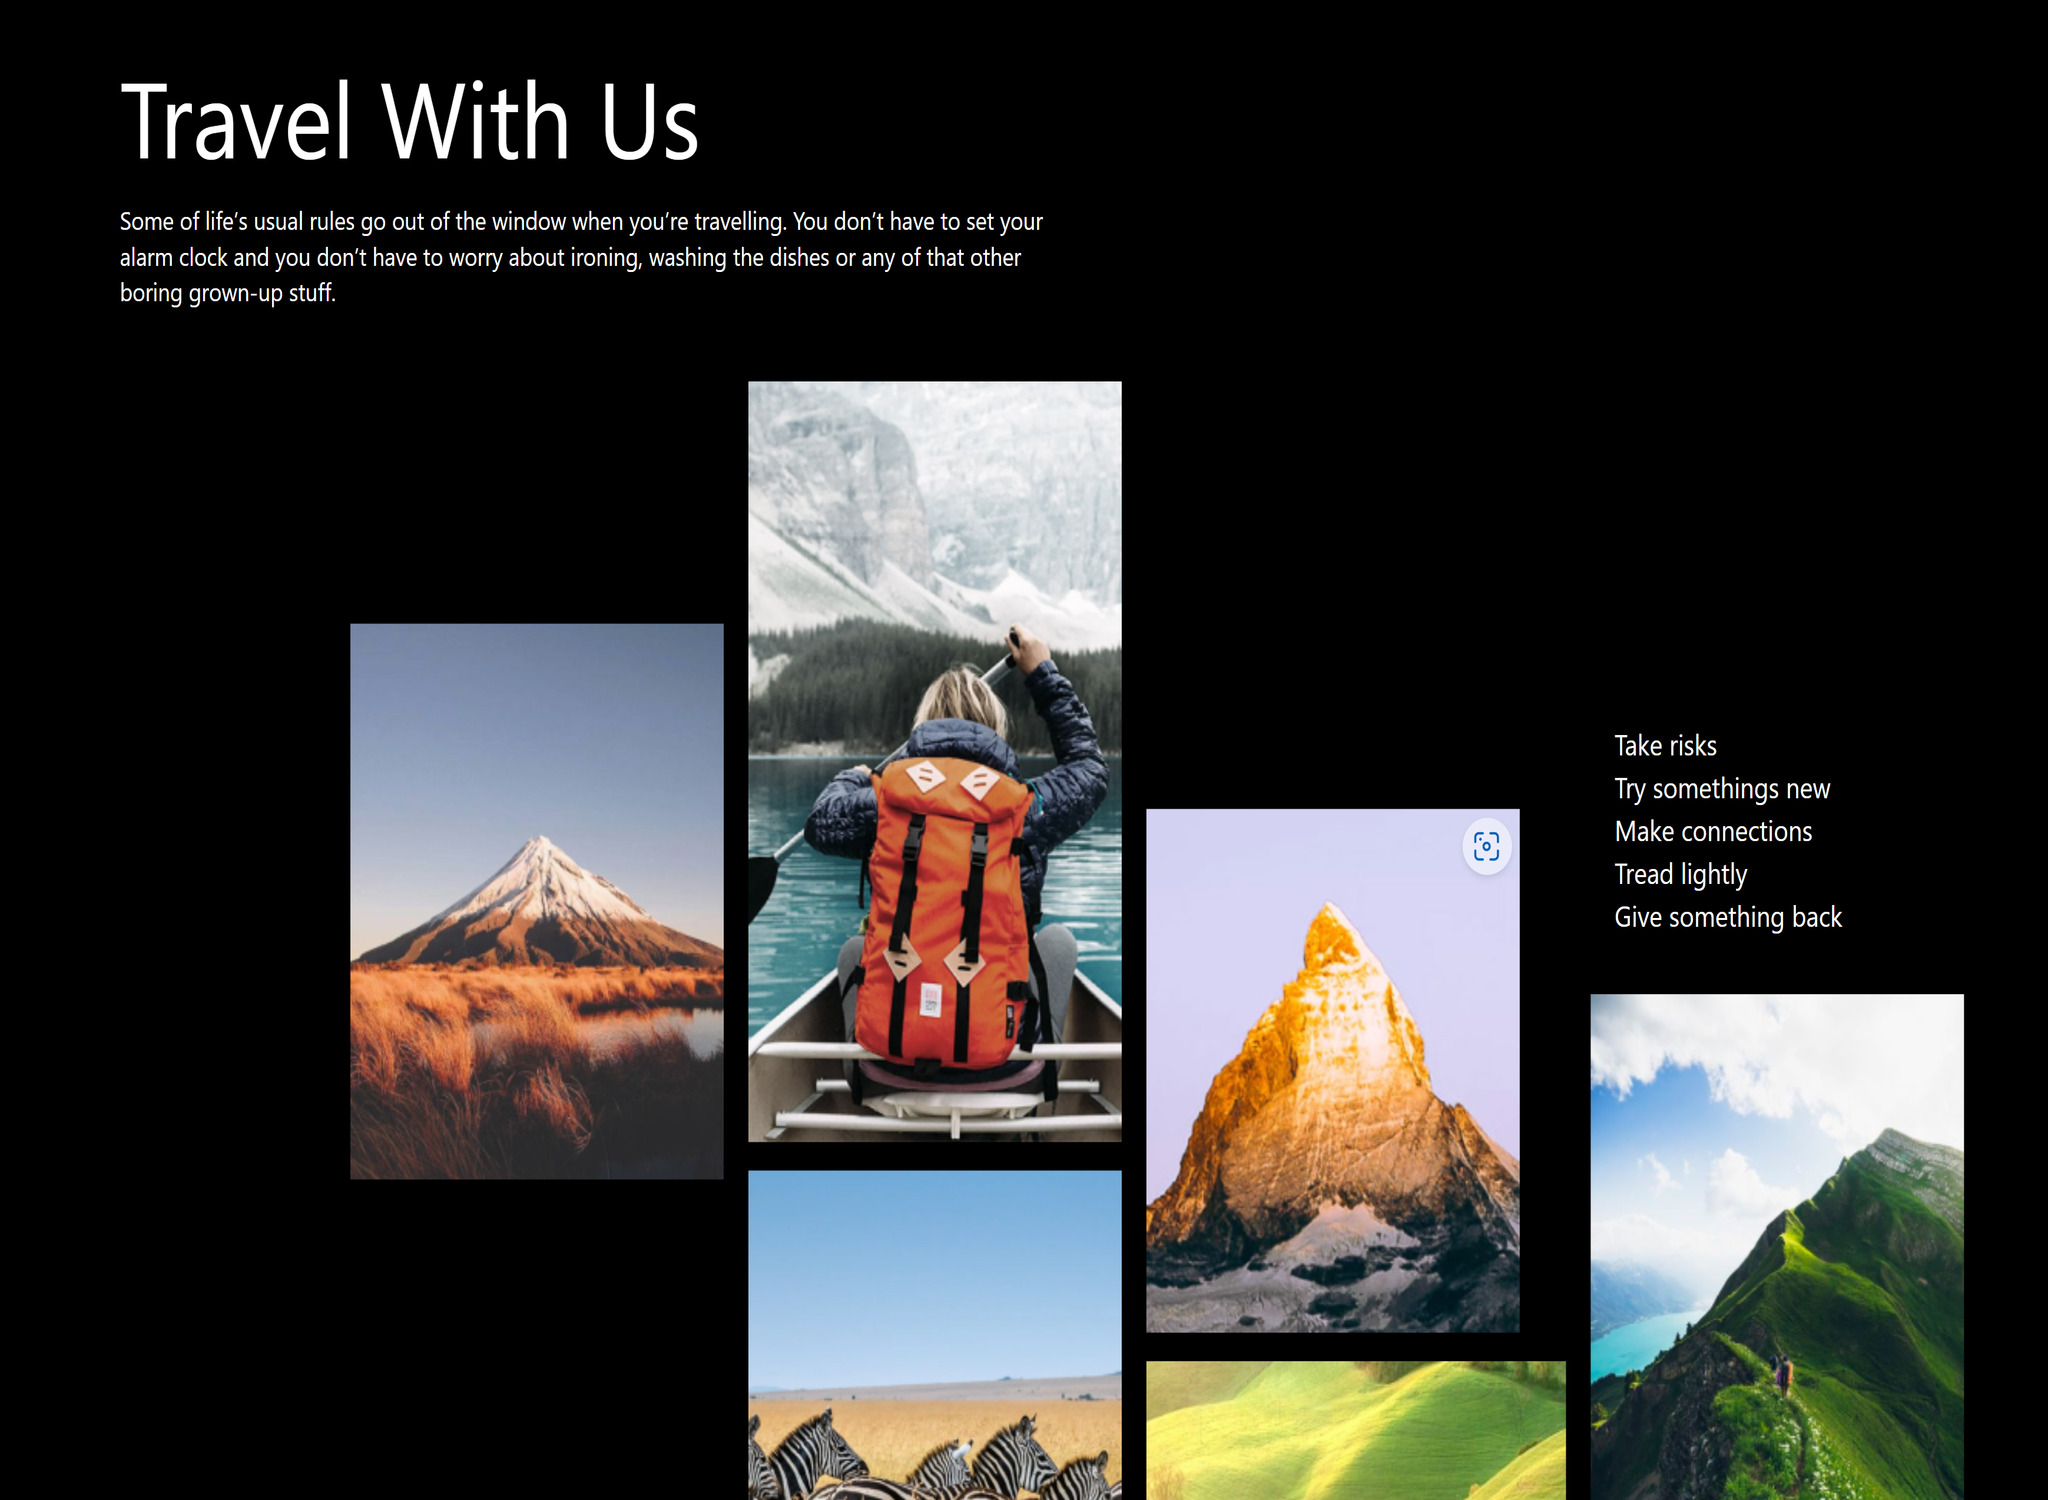 Travel With Us
Some of life’s usual rules go out of the window when you’re travelling. You don’t have to set your
alarm clock and you don’t have to worry about ironing, washing the dishes or any of that other
boring grown-up stuff.
Take risks
Try somethings new
Make connections
Tread lightly
Give something back